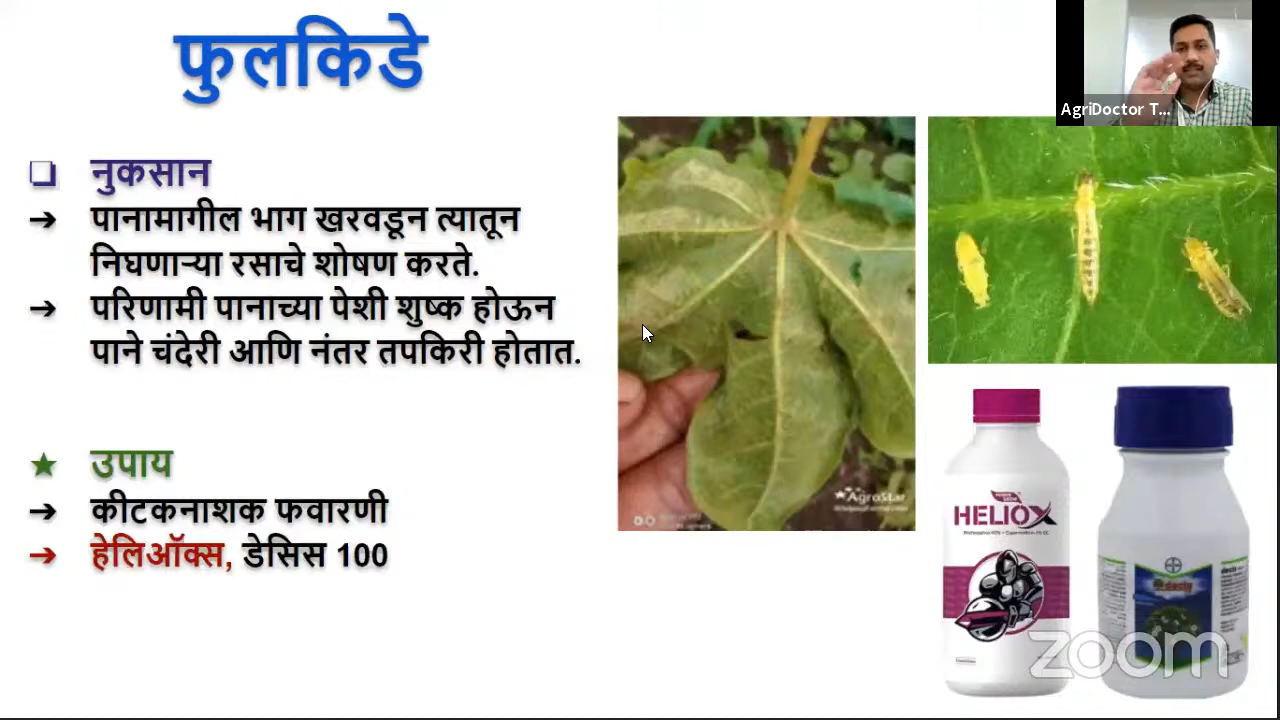 फुलकिडे
AgriDoctor T...
❑ नुकसान
➔ पानामागील भाग खरवडून त्यातून
निघणाऱ्या रसाचे शोषण करते.
➔ परिणामी पानाच्या पेशी शुष्क होऊन
पाने चंदेरी आणि नंतर तपकिरी होतात.
★ उपाय
➔ कीटकनाशक फवारणी
➔ हेलिऑक्स, डेसिस 100
AgroStar
HELIOX
zoom